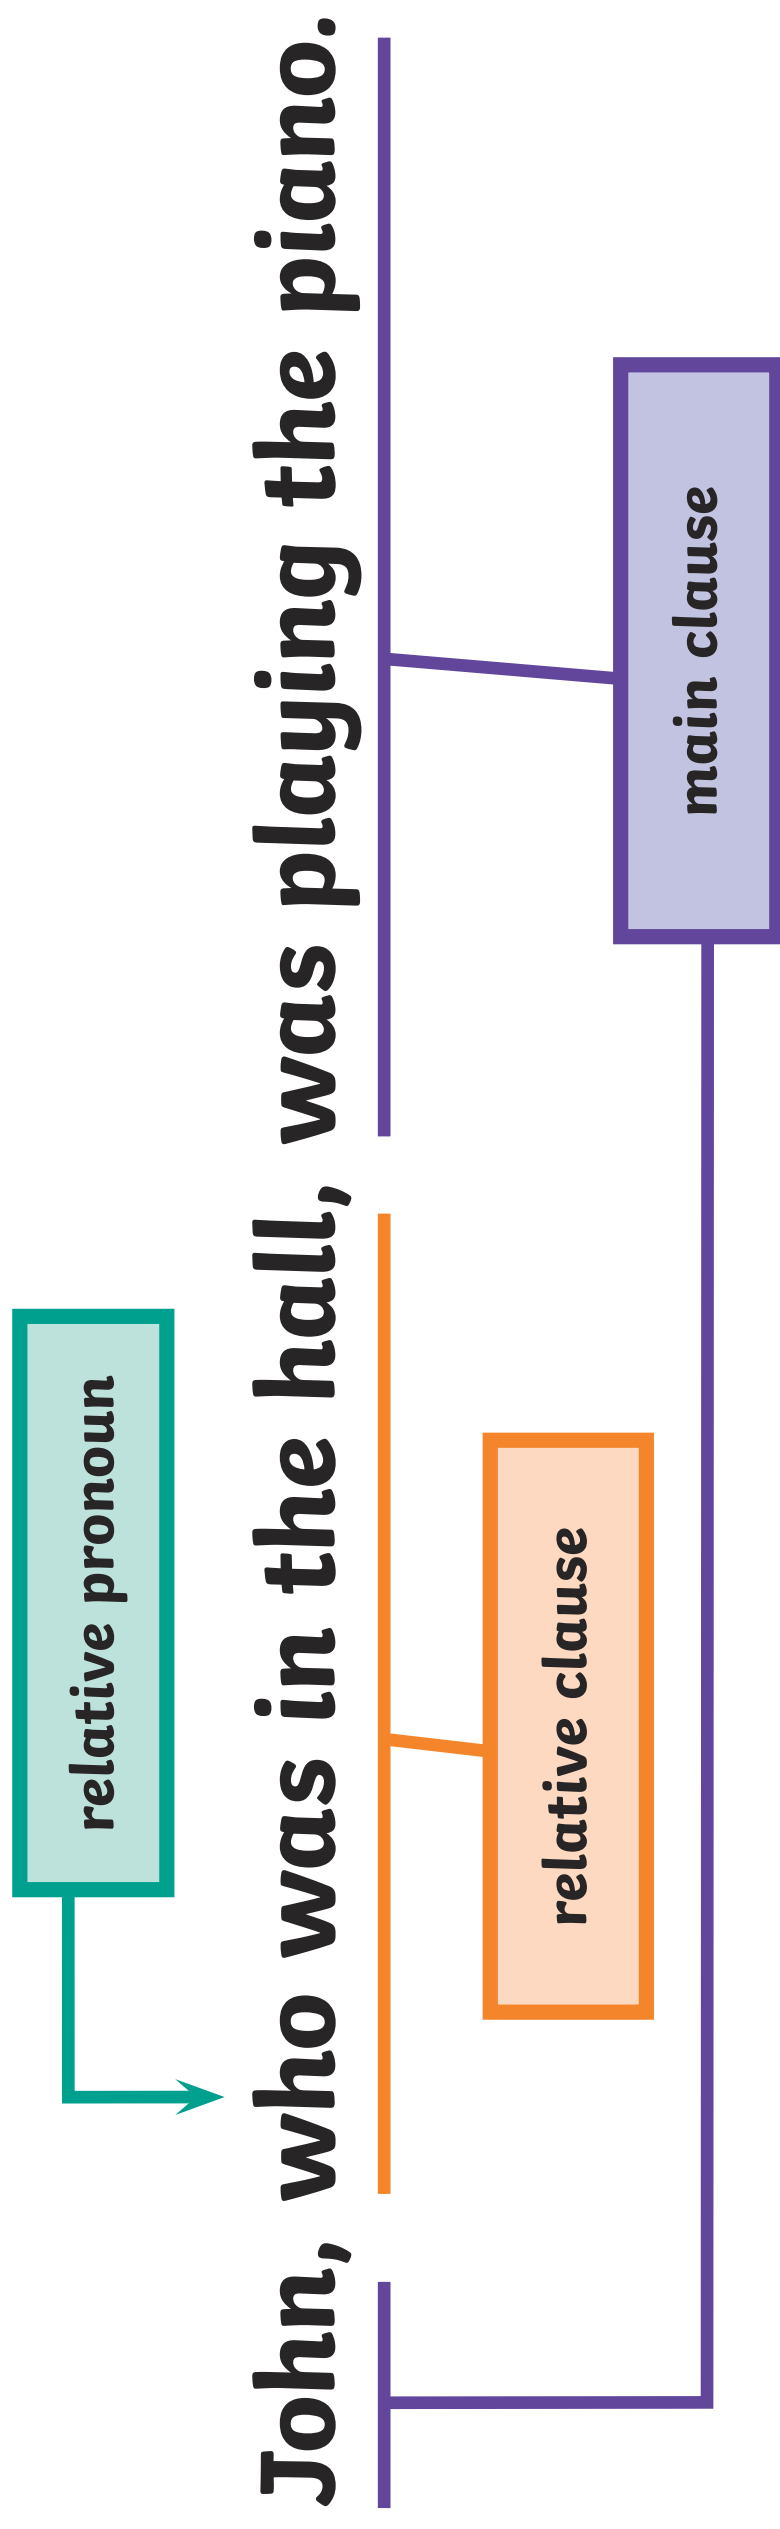 relative pronoun
John, who was in the hall, was playing the piano.
relative clause
main clause